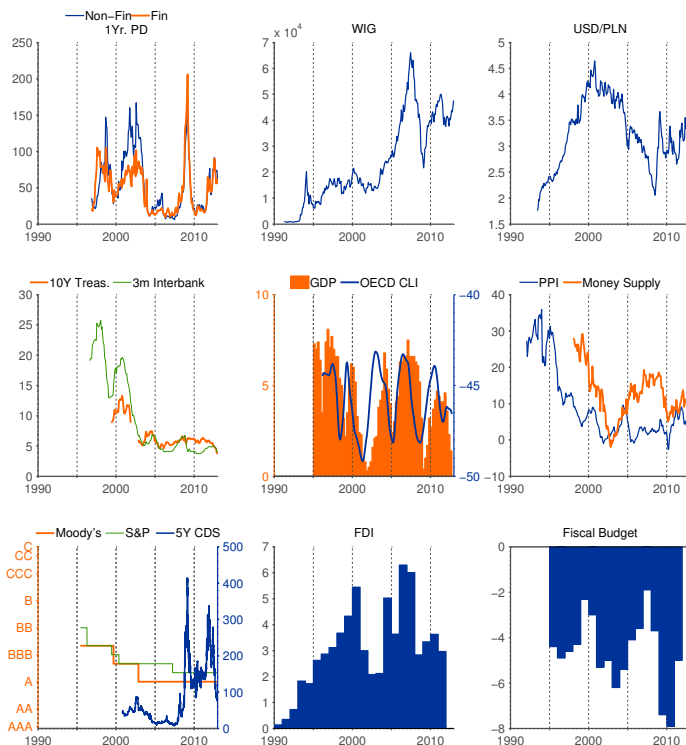 Non-Fin Fin
1Yr. PD
250
200
150
100
50
0
1990 2000 2010
WIG
x 10^4
7
6
5
4
3
2
1
0
1990 2000 2010
USD/PLN
5
4.5
4
3.5
3
2.5
2
1.5
1990 2000 2010
10Y Treas. 3m Interbank
30
25
20
15
10
5
0
1990 2000 2010
GDP OECD CLI
10
5
0
-40
-45
-50
1990 2000 2010
PPI Money Supply
40
30
20
10
0
-10
1990 2000 2010
Moody's S&P 5Y CDS
C
CC
CCC
B
BB
BBB
A
AA
AAA
500
400
300
200
100
0
1990 2000 2010
FDI
7
6
5
4
3
2
1
0
1990 2000 2010
Fiscal Budget
0
-2
-4
-6
-8
1990 2000 2010